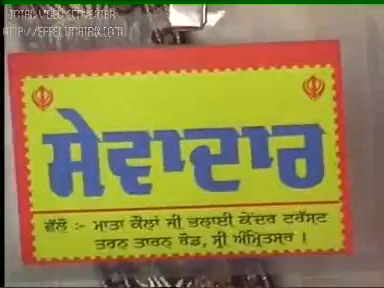 TOTAL VIDEO CONVERTER
HTTP://EFFECTMATRIX.COM
ਸੇਵਾਦਾਰ
ਵੱਲੋ :- ਮਾਤਾ ਕੌਲਾਂ ਜੀ ਭਲਾਈ ਕੇਂਦਰ ਟਰੱਸਟ
ਤਰਨ ਤਾਰਨ ਰੋਡ, ਸ੍ਰੀ ਅੰਮ੍ਰਿਤਸਰ ।